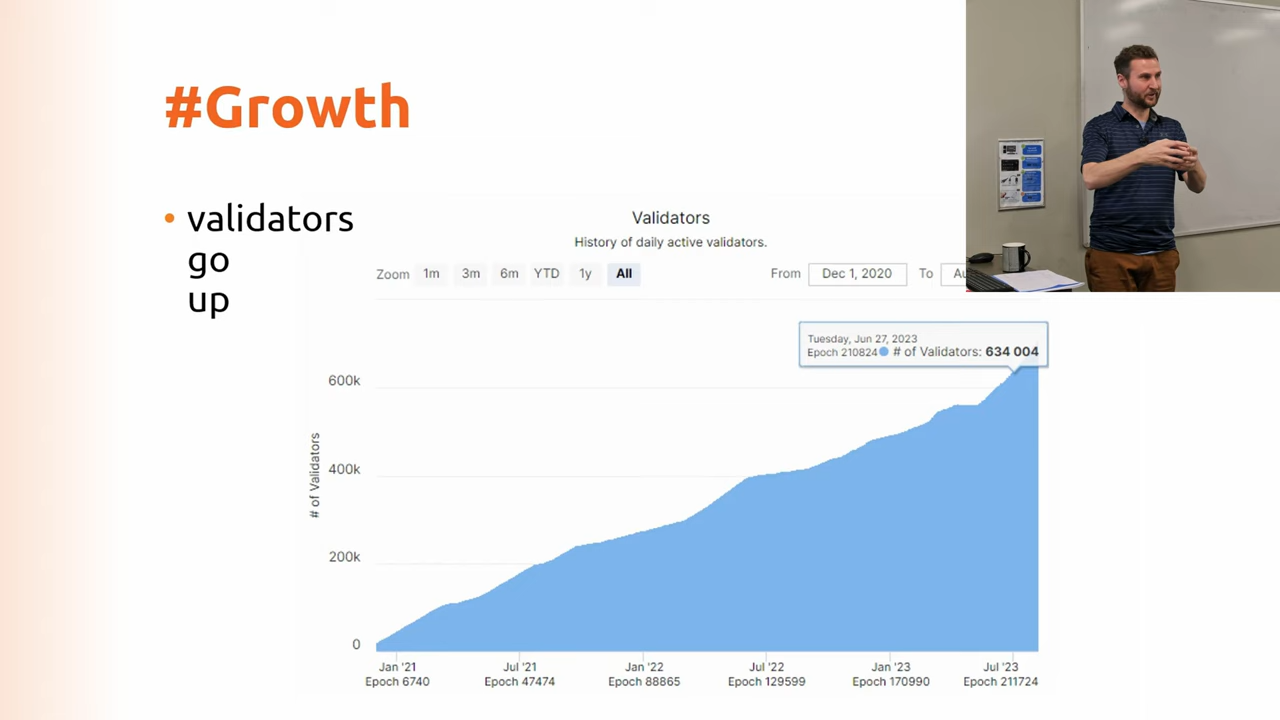 #Growth
• validators
go
up
Validators
History of daily active validators.
Zoom 1m 3m 6m YTD 1y All From Dec 1, 2020 To
Tuesday, Jun 27, 2023
Epoch 210824 # of Validators: 634 004
# of Validators
600k
400k
200k
0
Jan '21 Jul '21 Jan '22 Jul '22 Jan '23 Jul '23
Epoch 6740 Epoch 47474 Epoch 88865 Epoch 129599 Epoch 170990 Epoch 211724